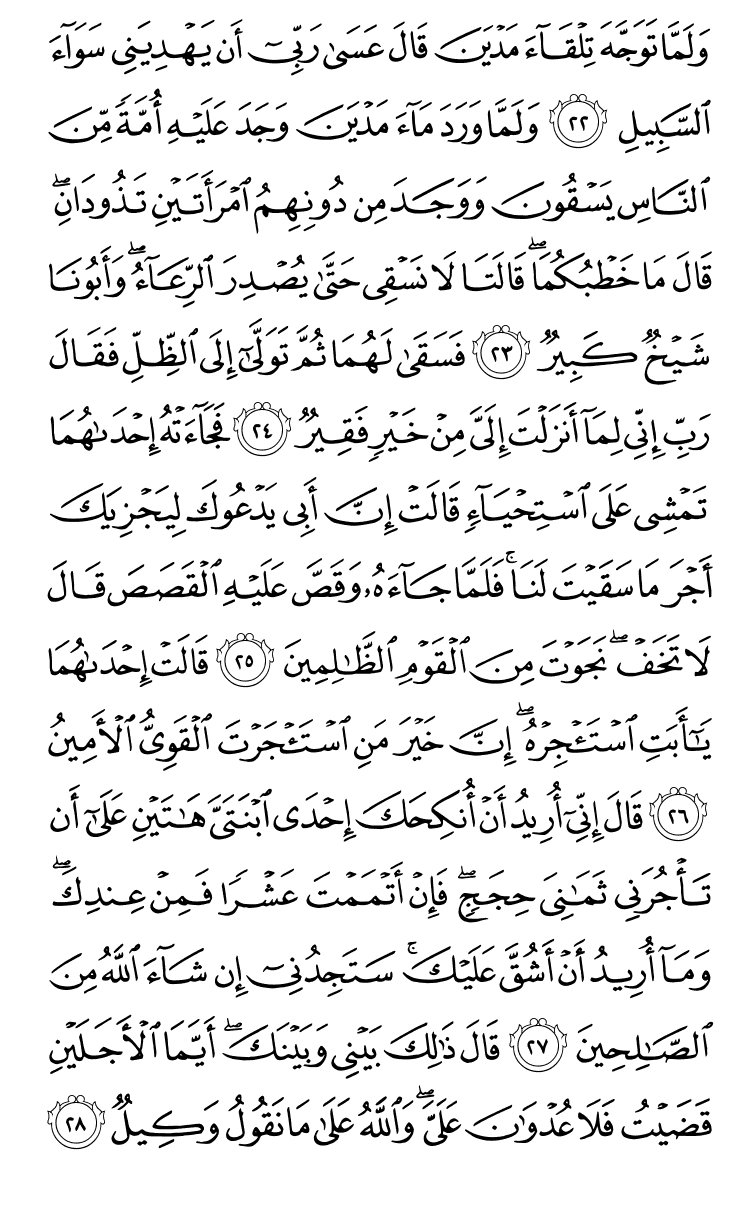 وَلَمَّا تَوَجَّهَ تِلۡقَآءَ مَدۡيَنَ قَالَ عَسَىٰ رَبِّيٓ أَن يَهۡدِيَنِي سَوَآءَ
ٱلسَّبِيلِ ٢٢ وَلَمَّا وَرَدَ مَآءَ مَدۡيَنَ وَجَدَ عَلَيۡهِ أُمَّةٗ مِّنَ
ٱلنَّاسِ يَسۡقُونَ وَوَجَدَ مِن دُونِهِمُ ٱمۡرَأَتَيۡنِ تَذُودَانِۖ
قَالَ مَا خَطۡبُكُمَاۖ قَالَتَا لَا نَسۡقِي حَتَّىٰ يُصۡدِرَ ٱلرِّعَآءُۖ وَأَبُونَا
شَيۡخٞ كَبِيرٞ ٢٣ فَسَقَىٰ لَهُمَا ثُمَّ تَوَلَّىٰٓ إِلَى ٱلظِّلِّ فَقَالَ
رَبِّ إِنِّي لِمَآ أَنزَلۡتَ إِلَيَّ مِنۡ خَيۡرٖ فَقِيرٞ ٢٤ فَجَآءَتۡهُ إِحۡدَىٰهُمَا
تَمۡشِي عَلَى ٱسۡتِحۡيَآءٖ قَالَتۡ إِنَّ أَبِي يَدۡعُوكَ لِيَجۡزِيَكَ
أَجۡرَ مَا سَقَيۡتَ لَنَاۚ فَلَمَّا جَآءَهُۥ وَقَصَّ عَلَيۡهِ ٱلۡقَصَصَ قَالَ
لَا تَخَفۡۖ نَجَوۡتَ مِنَ ٱلۡقَوۡمِ ٱلظَّٰلِمِينَ ٢٥ قَالَتۡ إِحۡدَىٰهُمَا
يَٰٓأَبَتِ ٱسۡتَـٔۡجِرۡهُۖ إِنَّ خَيۡرَ مَنِ ٱسۡتَـٔۡجَرۡتَ ٱلۡقَوِيُّ ٱلۡأَمِينُ
٢٦ قَالَ إِنِّيٓ أُرِيدُ أَنۡ أُنكِحَكَ إِحۡدَى ٱبۡنَتَيَّ هَٰتَيۡنِ عَلَىٰٓ أَن
تَأۡجُرَنِي ثَمَٰنِيَ حِجَجٖۖ فَإِنۡ أَتۡمَمۡتَ عَشۡرٗا فَمِنۡ عِندِكَۖ
وَمَآ أُرِيدُ أَنۡ أَشُقَّ عَلَيۡكَۚ سَتَجِدُنِيٓ إِن شَآءَ ٱللَّهُ مِنَ
ٱلصَّٰلِحِينَ ٢٧ قَالَ ذَٰلِكَ بَيۡنِي وَبَيۡنَكَۖ أَيَّمَا ٱلۡأَجَلَيۡنِ
قَضَيۡتُ فَلَا عُدۡوَٰنَ عَلَيَّۖ وَٱللَّهُ عَلَىٰ مَا نَقُولُ وَكِيلٞ ٢٨